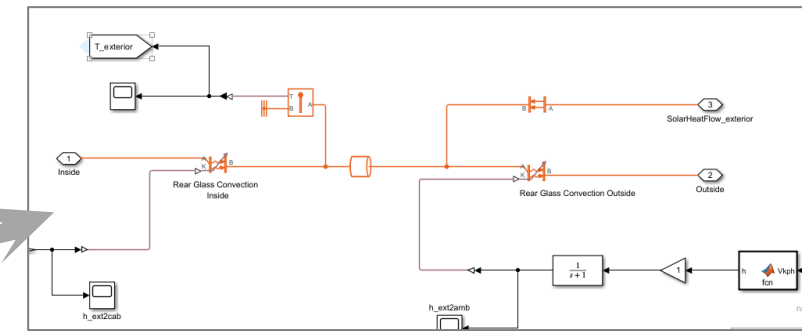 T_exterior
T
B
A
B
A
3
SolarHeatFlow_exterior
1
Inside
A
K
B
Rear Glass Convection
Inside
A
K
B
Rear Glass Convection Outside
2
Outside
1
s+1
1
h
Vkph
fcn
h_ext2cab
h_ext2amb